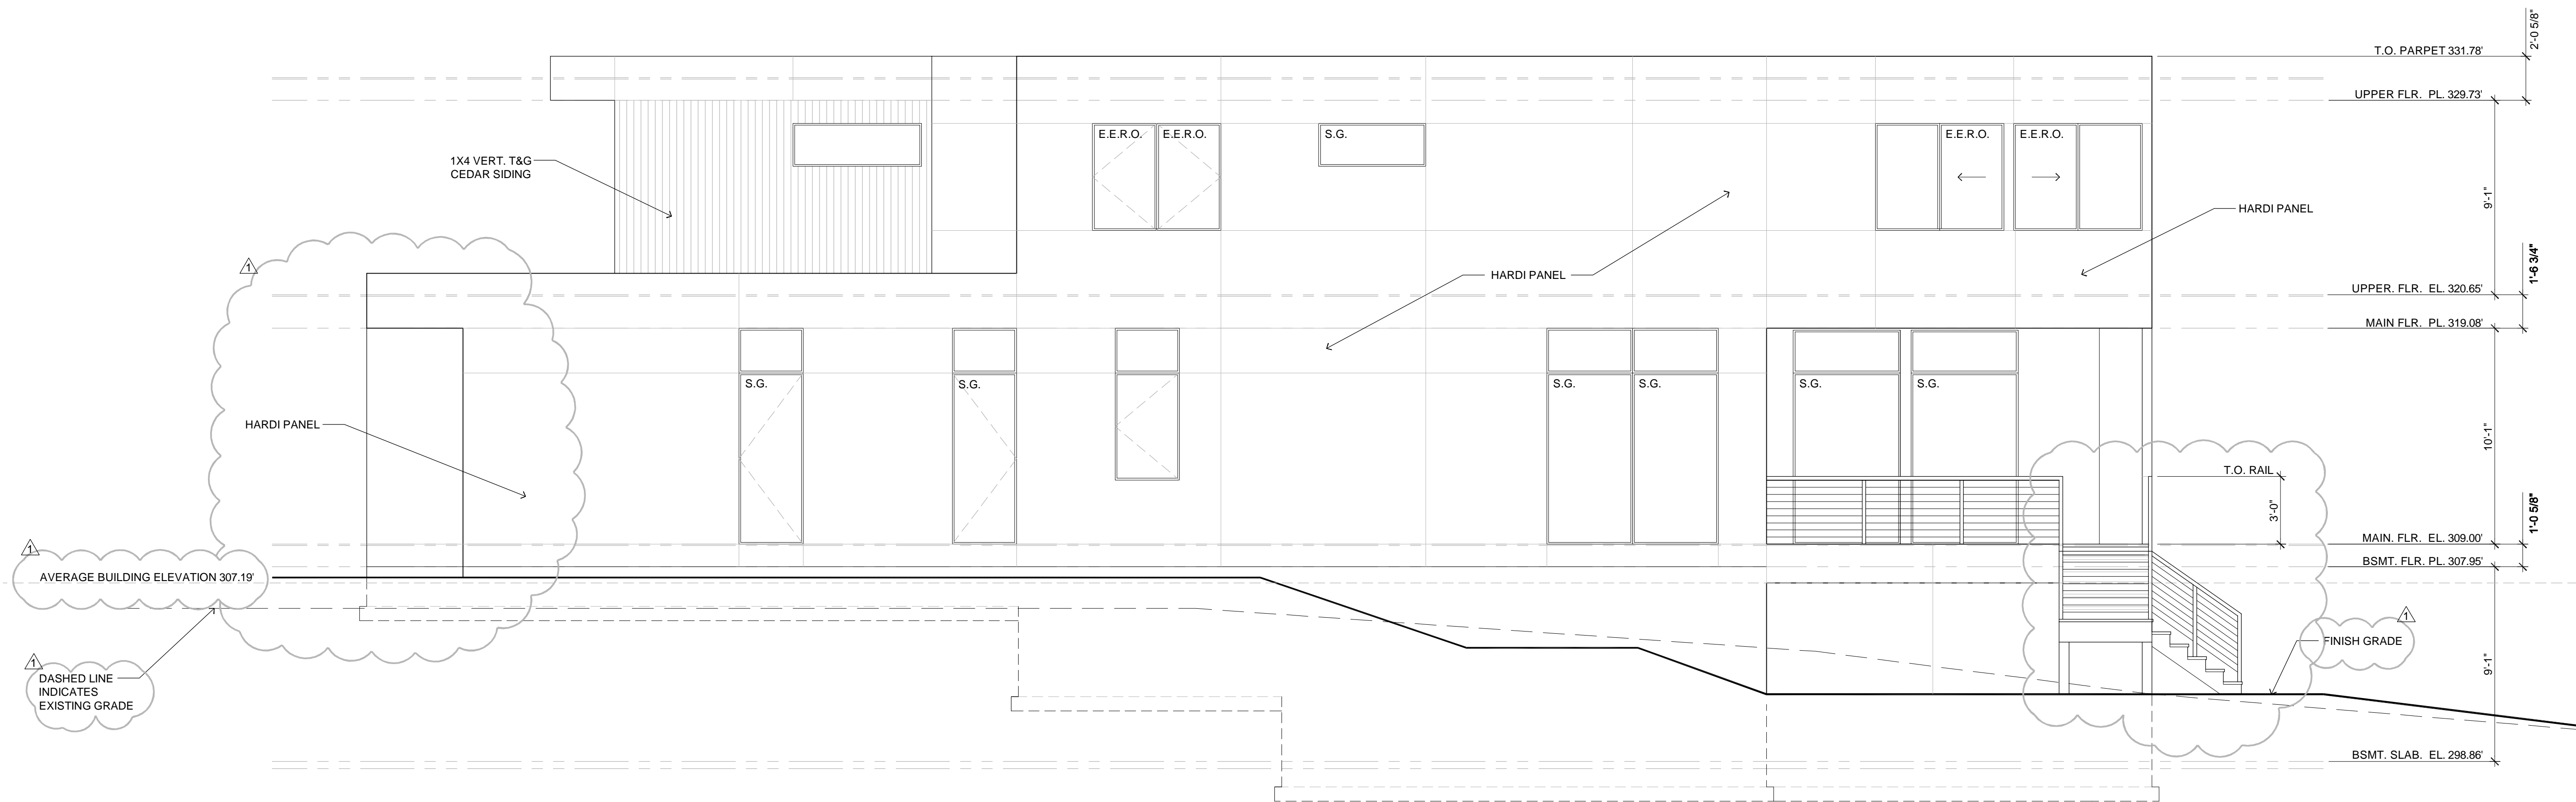 2'-0 5/8"
T.O. PARPET 331.78'
UPPER FLR. PL. 329.73'
E.E.R.O.
E.E.R.O.
S.G.
E.E.R.O.
E.E.R.O.
1X4 VERT. T&G
CEDAR SIDING
9'-1"
HARDI PANEL
1
HARDI PANEL
1'-6 3/4"
UPPER. FLR. EL. 320.65'
MAIN FLR. PL. 319.08'
S.G.
S.G.
S.G.
S.G.
S.G.
S.G.
HARDI PANEL
10'-1"
T.O. RAIL
3'-0"
1'-0 5/8"
MAIN. FLR. EL. 309.00'
1
BSMT. FLR. PL. 307.95'
AVERAGE BUILDING ELEVATION 307.19'
1
FINISH GRADE
1
DASHED LINE
INDICATES
EXISTING GRADE
9'-1"
BSMT. SLAB. EL. 298.86'